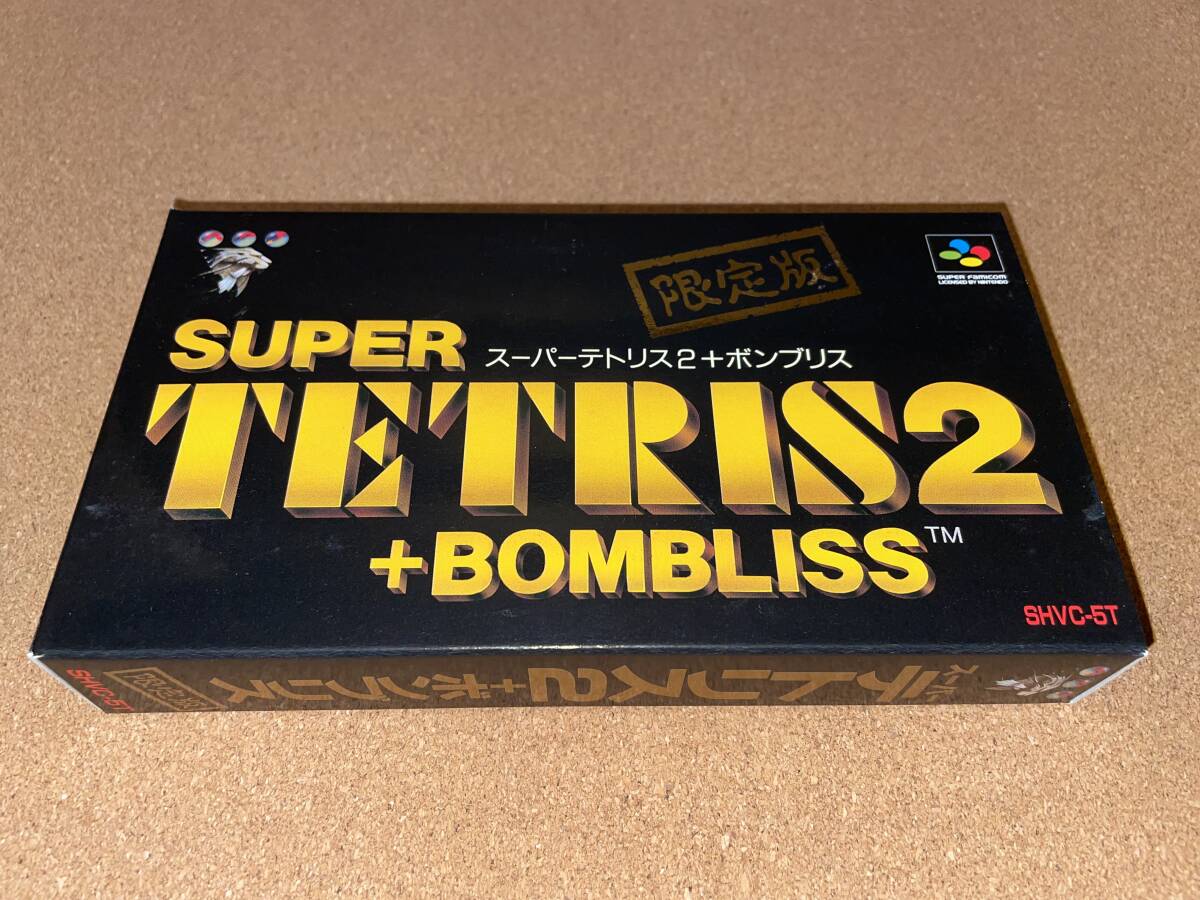 限定版
SUPER FAMICOM
LICENSED BY NINTENDO
SUPER
スーパーテトリス2+ボンブリス
TETRIS2
+BOMBLISS™
SHVC-5T
スーパーテトリス2+ボンブリス
限定版
SHVC-5T